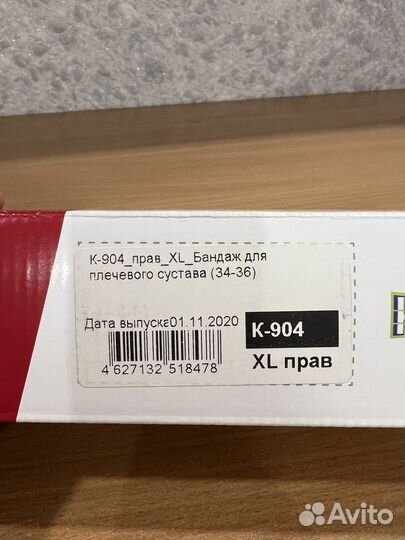 К-904_прав_XL_Бандаж для
плечевого сустава (34-36)
Дата выпуска01.11.2020
К-904
4 627132 518478
XL прав
Avito